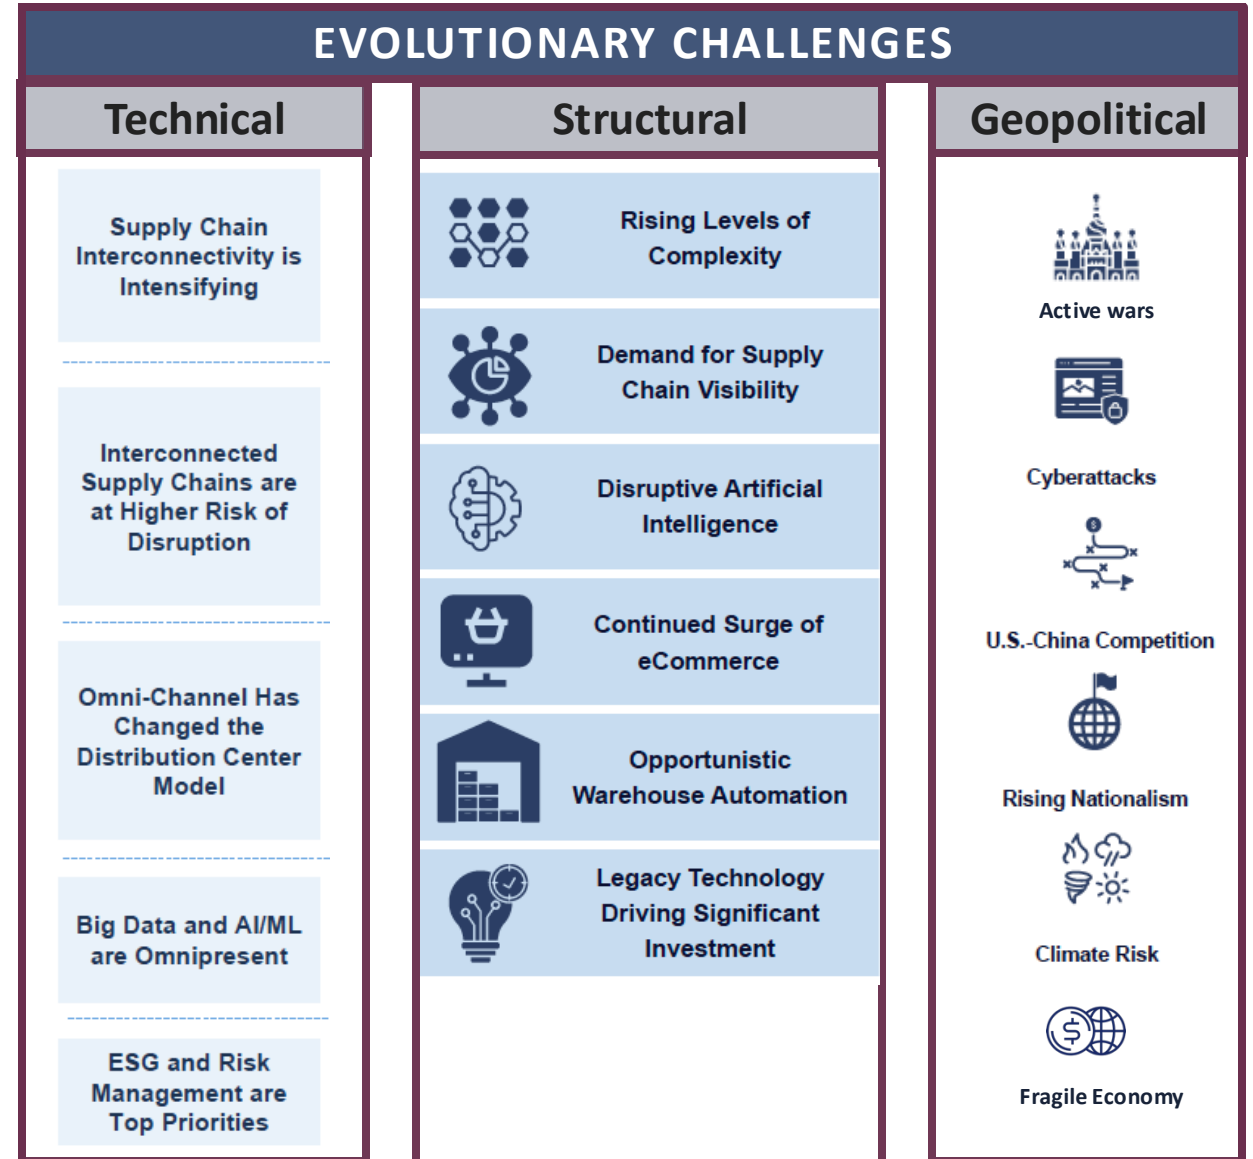 EVOLUTIONARY CHALLENGES
Technical
Supply Chain
Interconnectivity is
Intensifying
Interconnected
Supply Chains are
at Higher Risk of
Disruption
Omni-Channel Has
Changed the
Distribution Center
Model
Big Data and AI/ML
are Omnipresent
ESG and Risk
Management are
Top Priorities
Structural
Rising Levels of
Complexity
Demand for Supply
Chain Visibility
Disruptive Artificial
Intelligence
Continued Surge of
eCommerce
Opportunistic
Warehouse Automation
Legacy Technology
Driving Significant
Investment
Geopolitical
Active wars
Cyberattacks
U.S.-China Competition
Rising Nationalism
Climate Risk
Fragile Economy